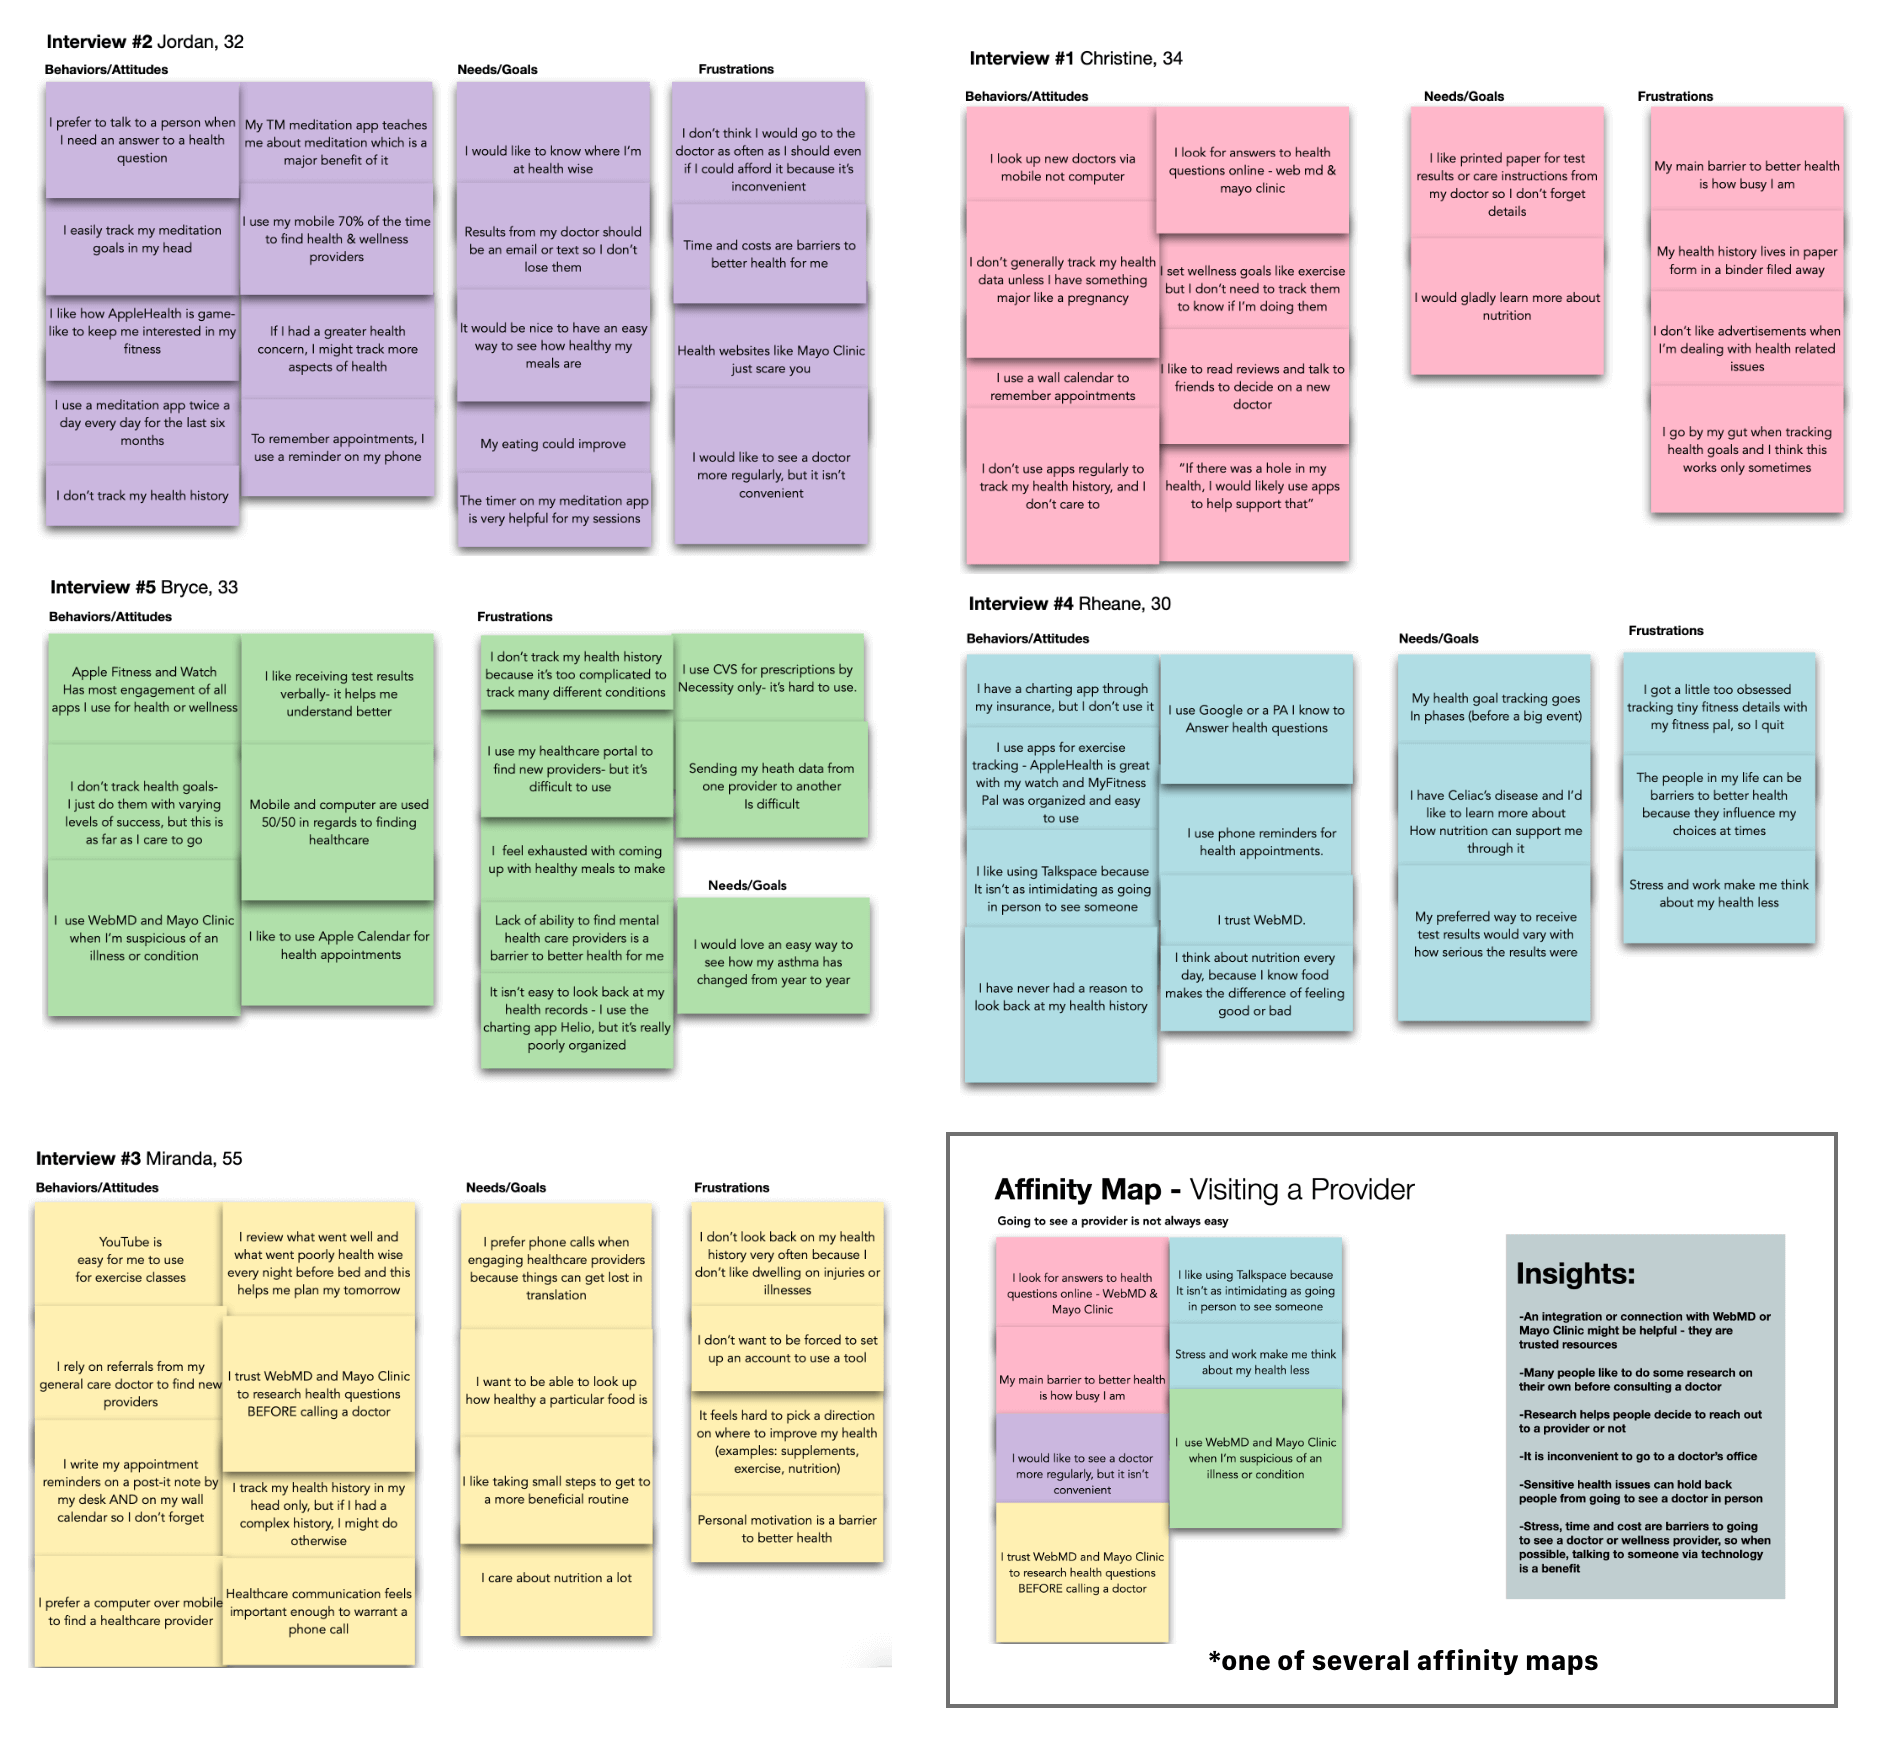 Interview #2 Jordan, 32
Behaviors/Attitudes
I prefer to talk to a person when
I need an answer to a health
question
I easily track my meditation
goals in my head
I like how AppleHealth is game-
like to keep me interested in my
fitness
I use a meditation app twice a
day every day for the last six
months
I don't track my health history
My TM meditation app teaches
me about meditation which is a
major benefit of it
I use my mobile 70% of the time
to find health & wellness
providers
If I had a greater health
concern, I might track more
aspects of health
To remember appointments, I
use a reminder on my phone
Needs/Goals
I would like to know where I'm
at health wise
Results from my doctor should
be an email or text so I don't
lose them
It would be nice to have an easy
way to see how healthy my
meals are
My eating could improve
The timer on my meditation app
is very helpful for my sessions
Frustrations
I don't think I would go to the
doctor as often as I should even
if I could afford it because it's
inconvenient
Time and costs are barriers to
better health for me
Health websites like Mayo Clinic
just scare you
I would like to see a doctor
more regularly, but it isn't
convenient
Interview #1 Christine, 34
Behaviors/Attitudes
I look up new doctors via
mobile not computer
I don't generally track my health
data unless I have something
major like a pregnancy
I use a wall calendar to
remember appointments
I don't use apps regularly to
track my health history, and I
don't care to
I look for answers to health
questions online - web md &
mayo clinic
I set wellness goals like exercise
but I don't need to track them
to know if I'm doing them
I like to read reviews and talk to
friends to decide on a new
doctor
"If there was a hole in my
health, I would likely use apps
to help support that"
Needs/Goals
I like printed paper for test
results or care instructions from
my doctor so I don't forget
details
I would gladly learn more about
nutrition
Frustrations
My main barrier to better health
is how busy I am
My health history lives in paper
form in a binder filed away
I don't like advertisements when
I'm dealing with health related
issues
I go by my gut when tracking
health goals and I think this
works only sometimes
Interview #5 Bryce, 33
Behaviors/Attitudes
Apple Fitness and Watch
Has most engagement of all
apps I use for health or wellness
I don't track health goals-
I just do them with varying
levels of success, but this is
as far as I care to go
I use WebMD and Mayo Clinic
when I'm suspicious of an
illness or condition
I like receiving test results
verbally- it helps me
understand better
Mobile and computer are used
50/50 in regards to finding
healthcare
I like to use Apple Calendar for
health appointments
Frustrations
I don't track my health history
because it's too complicated to
track many different conditions
I use my healthcare portal to
find new providers- but it's
difficult to use
I feel exhausted with coming
up with healthy meals to make
Lack of ability to find mental
health care providers is a
barrier to better health for me
It isn't easy to look back at my
health records - I use the
charting app Helio, but it's really
poorly organized
I use CVS for prescriptions by
Necessity only- it's hard to use.
Sending my heath data from
one provider to another
Is difficult
Needs/Goals
I would love an easy way to
see how my asthma has
changed from year to year
Interview #4 Rheane, 30
Behaviors/Attitudes
I have a charting app through
my insurance, but I don't use it
I use apps for exercise
tracking - AppleHealth is great
with my watch and MyFitness
Pal was organized and easy
to use
I like using Talkspace because
It isn't as intimidating as going
in person to see someone
I have never had a reason to
look back at my health history
I use Google or a PA I know to
Answer health questions
I use phone reminders for
health appointments.
I trust WebMD.
I think about nutrition every
day, because I know food
makes the difference of feeling
good or bad
Needs/Goals
My health goal tracking goes
In phases (before a big event)
I have Celiac's disease and I'd
like to learn more about
How nutrition can support me
through it
My preferred way to receive
test results would vary with
how serious the results were
Frustrations
I got a little too obsessed
tracking tiny fitness details with
my fitness pal, so I quit
The people in my life can be
barriers to better health
because they influence my
choices at times
Stress and work make me think
about my health less
Interview #3 Miranda, 55
Behaviors/Attitudes
YouTube is
easy for me to use
for exercise classes
I rely on referrals from my
general care doctor to find new
providers
I write my appointment
reminders on a post-it note by
my desk AND on my wall
calendar so I don't forget
I prefer a computer over mobile
to find a healthcare provider
I review what went well and
what went poorly health wise
every night before bed and this
helps me plan my tomorrow
I trust WebMD and Mayo Clinic
to research health questions
BEFORE calling a doctor
I track my health history in my
head only, but if I had a
complex history, I might do
otherwise
Healthcare communication feels
important enough to warrant a
phone call
Needs/Goals
I prefer phone calls when
engaging healthcare providers
because things can get lost in
translation
I want to be able to look up
how healthy a particular food is
I like taking small steps to get to
a more beneficial routine
I care about nutrition a lot
Frustrations
I don't look back on my health
history very often because I
don't like dwelling on injuries or
illnesses
I don't want to be forced to set
up an account to use a tool
It feels hard to pick a direction
on where to improve my health
(examples: supplements,
exercise, nutrition)
Personal motivation is a barrier
to better health
Affinity Map - Visiting a Provider
Going to see a provider is not always easy
I look for answers to health
questions online - WebMD &
Mayo Clinic
My main barrier to better health
is how busy I am
I would like to see a doctor
more regularly, but it isn't
convenient
I trust WebMD and Mayo Clinic
to research health questions
BEFORE calling a doctor
I like using Talkspace because
It isn't as intimidating as going
in person to see someone
Stress and work make me think
about my health less
I use WebMD and Mayo Clinic
when I'm suspicious of an
illness or condition
Insights:
-An integration or connection with WebMD or
Mayo Clinic might be helpful - they are
trusted resources
-Many people like to do some research on
their own before consulting a doctor
-Research helps people decide to reach out
to a provider or not
-It is inconvenient to go to a doctor's office
-Sensitive health issues can hold back
people from going to see a doctor in person
-Stress, time and cost are barriers to going
to see a doctor or wellness provider, so when
possible, talking to someone via technology
is a benefit
*one of several affinity maps